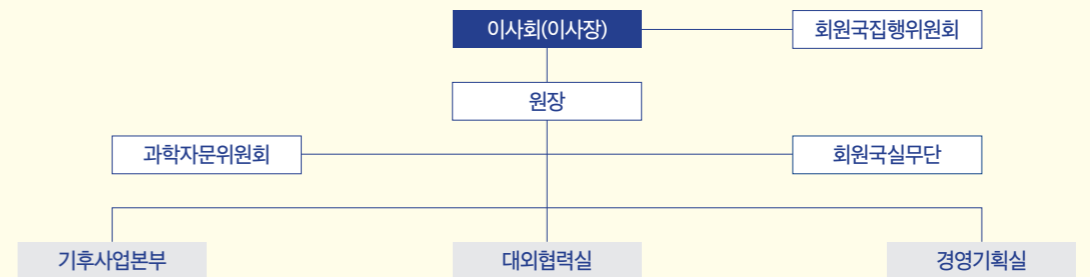 이사회(이사장)
회원국집행위원회
원장
과학자문위원회
회원국실무단
기후사업본부
대외협력실
경영기획실